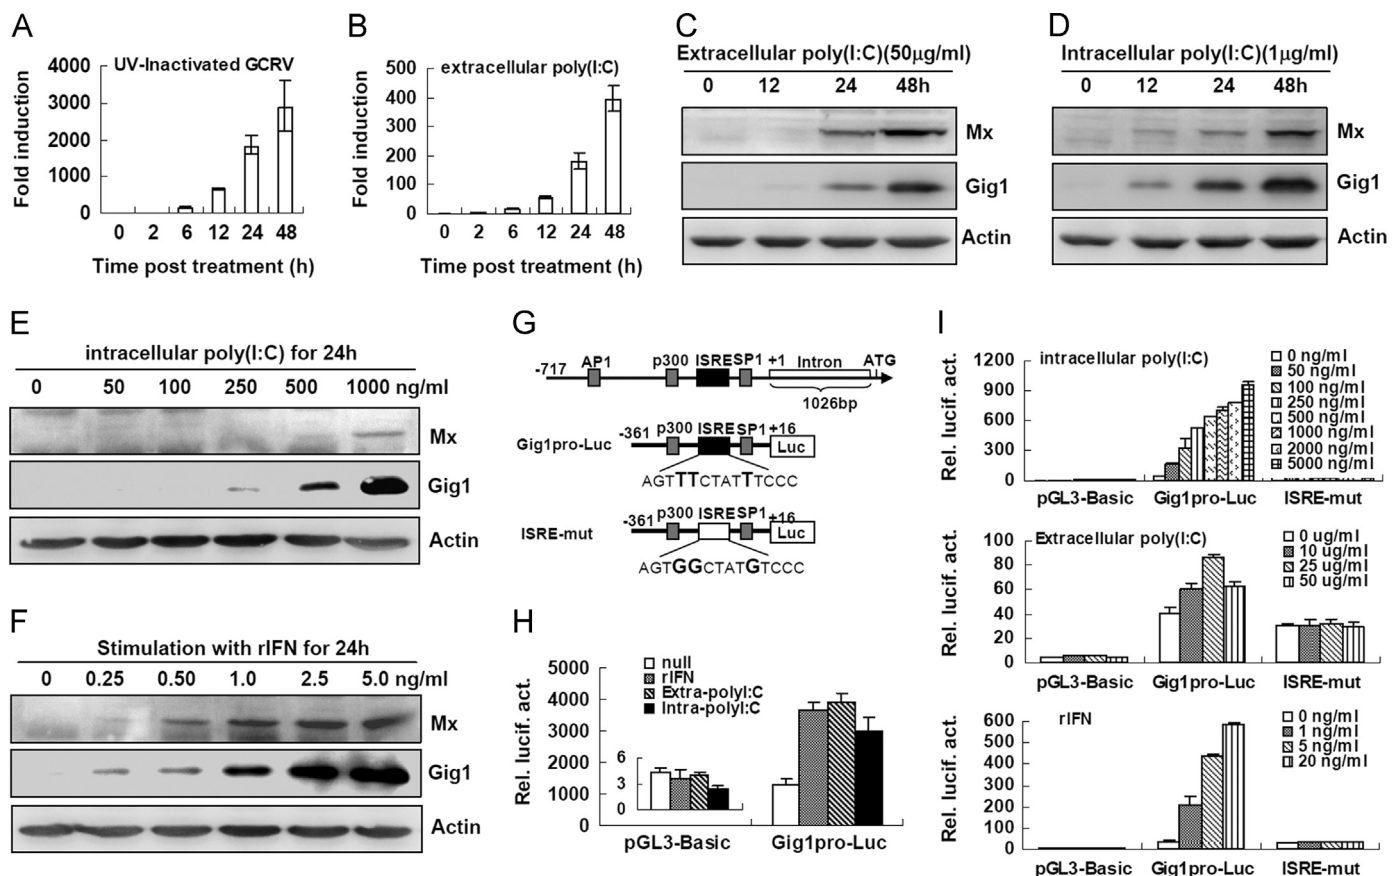 A
UV-Inactivated GCRV
Fold induction
4000
3000
2000
1000
0
0 2 6 12 24 48
Time post treatment (h)
B
extracellular poly(I:C)
Fold induction
500
400
300
200
100
0
0 2 6 12 24 48
Time post treatment (h)
C
Extracellular poly(I:C)(50μg/ml)
0 12 24 48h
Mx
Gig1
Actin
D
Intracellular poly(I:C)(1μg/ml)
0 12 24 48h
Mx
Gig1
Actin
E
intracellular poly(I:C) for 24h
0 50 100 250 500 1000 ng/ml
Mx
Gig1
Actin
F
Stimulation with rIFN for 24h
0 0.25 0.50 1.0 2.5 5.0 ng/ml
Mx
Gig1
Actin
G
-717 AP1 p300 ISRE SP1 +1 Intron ATG
1026bp
Gig1pro-Luc -361 p300 ISRE SP1 +16 Luc
AGTTTCTATTTCCC
ISRE-mut -361 p300 ISRE SP1 +16 Luc
AGTGGCTATGTCCC
H
Rel. lucif. act.
5000
4000
3000
2000
1000
0
null
rIFN
Extra-polyI:C
Intra-polyI:C
6
3
0
pGL3-Basic Gig1pro-Luc
I
intracellular poly(I:C)
Rel. lucif. act.
1200
900
600
300
0
0 ng/ml
50 ng/ml
100 ng/ml
250 ng/ml
500 ng/ml
1000 ng/ml
2000 ng/ml
5000 ng/ml
pGL3-Basic Gig1pro-Luc ISRE-mut
Extracellular poly(I:C)
Rel. lucif. act.
100
80
60
40
20
0
0 ug/ml
10 ug/ml
25 ug/ml
50 ug/ml
pGL3-Basic Gig1pro-Luc ISRE-mut
rIFN
Rel. lucif. act.
600
500
400
300
200
100
0
0 ng/ml
1 ng/ml
5 ng/ml
20 ng/ml
pGL3-Basic Gig1pro-Luc ISRE-mut